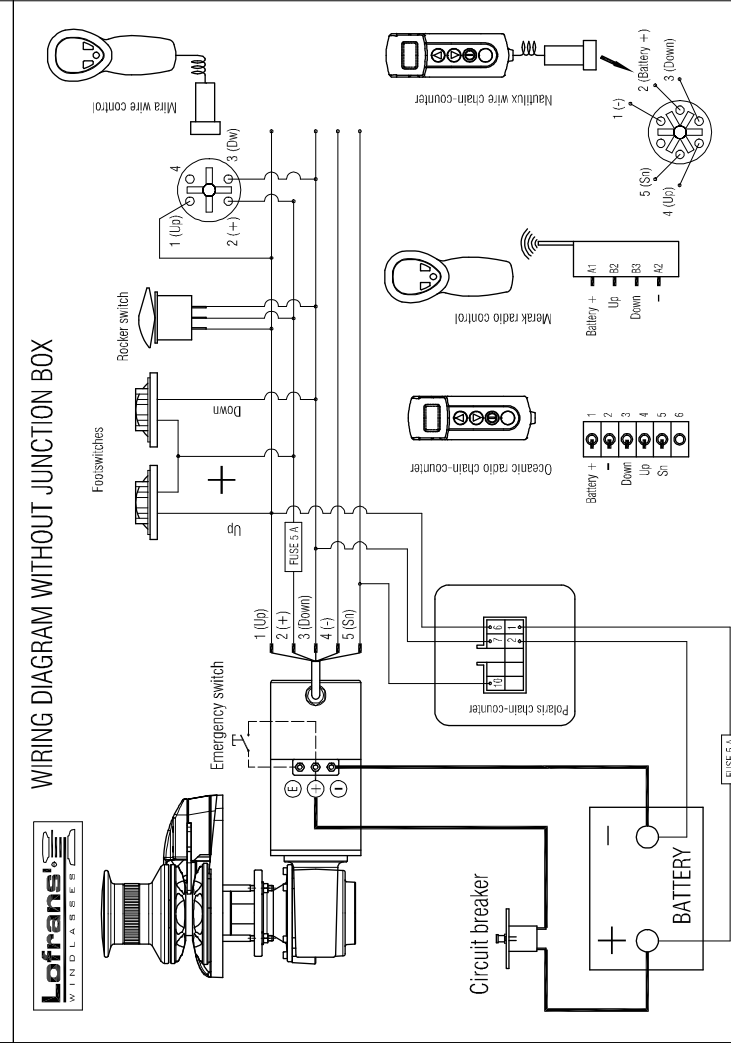 WIRING DIAGRAM WITHOUT JUNCTION BOX
Lofrans'®
WINDLASSES
Footswitches
Up
+
Down
Rocker switch
1 (Up)
2 (+)
3 (Dw)
4
Mira wire control
Nautilux wire chain-counter
1 (-)
2 (Battery +)
3 (Down)
4 (Up)
5 (Sn)
Emergency switch
E
+
-
1 (Up)
2 (+)
3 (Down)
4 (-)
5 (Sn)
FUSE 5 A
Merak radio control
Battery +
Up
Down
-
A1
B2
B3
A2
Oceanic radio chain-counter
Battery +
-
Down
Up
Sn
1
2
3
4
5
6
Polaris chain-counter
10
7
6
2
1
Circuit breaker
+
-
BATTERY
FUSE 5 A